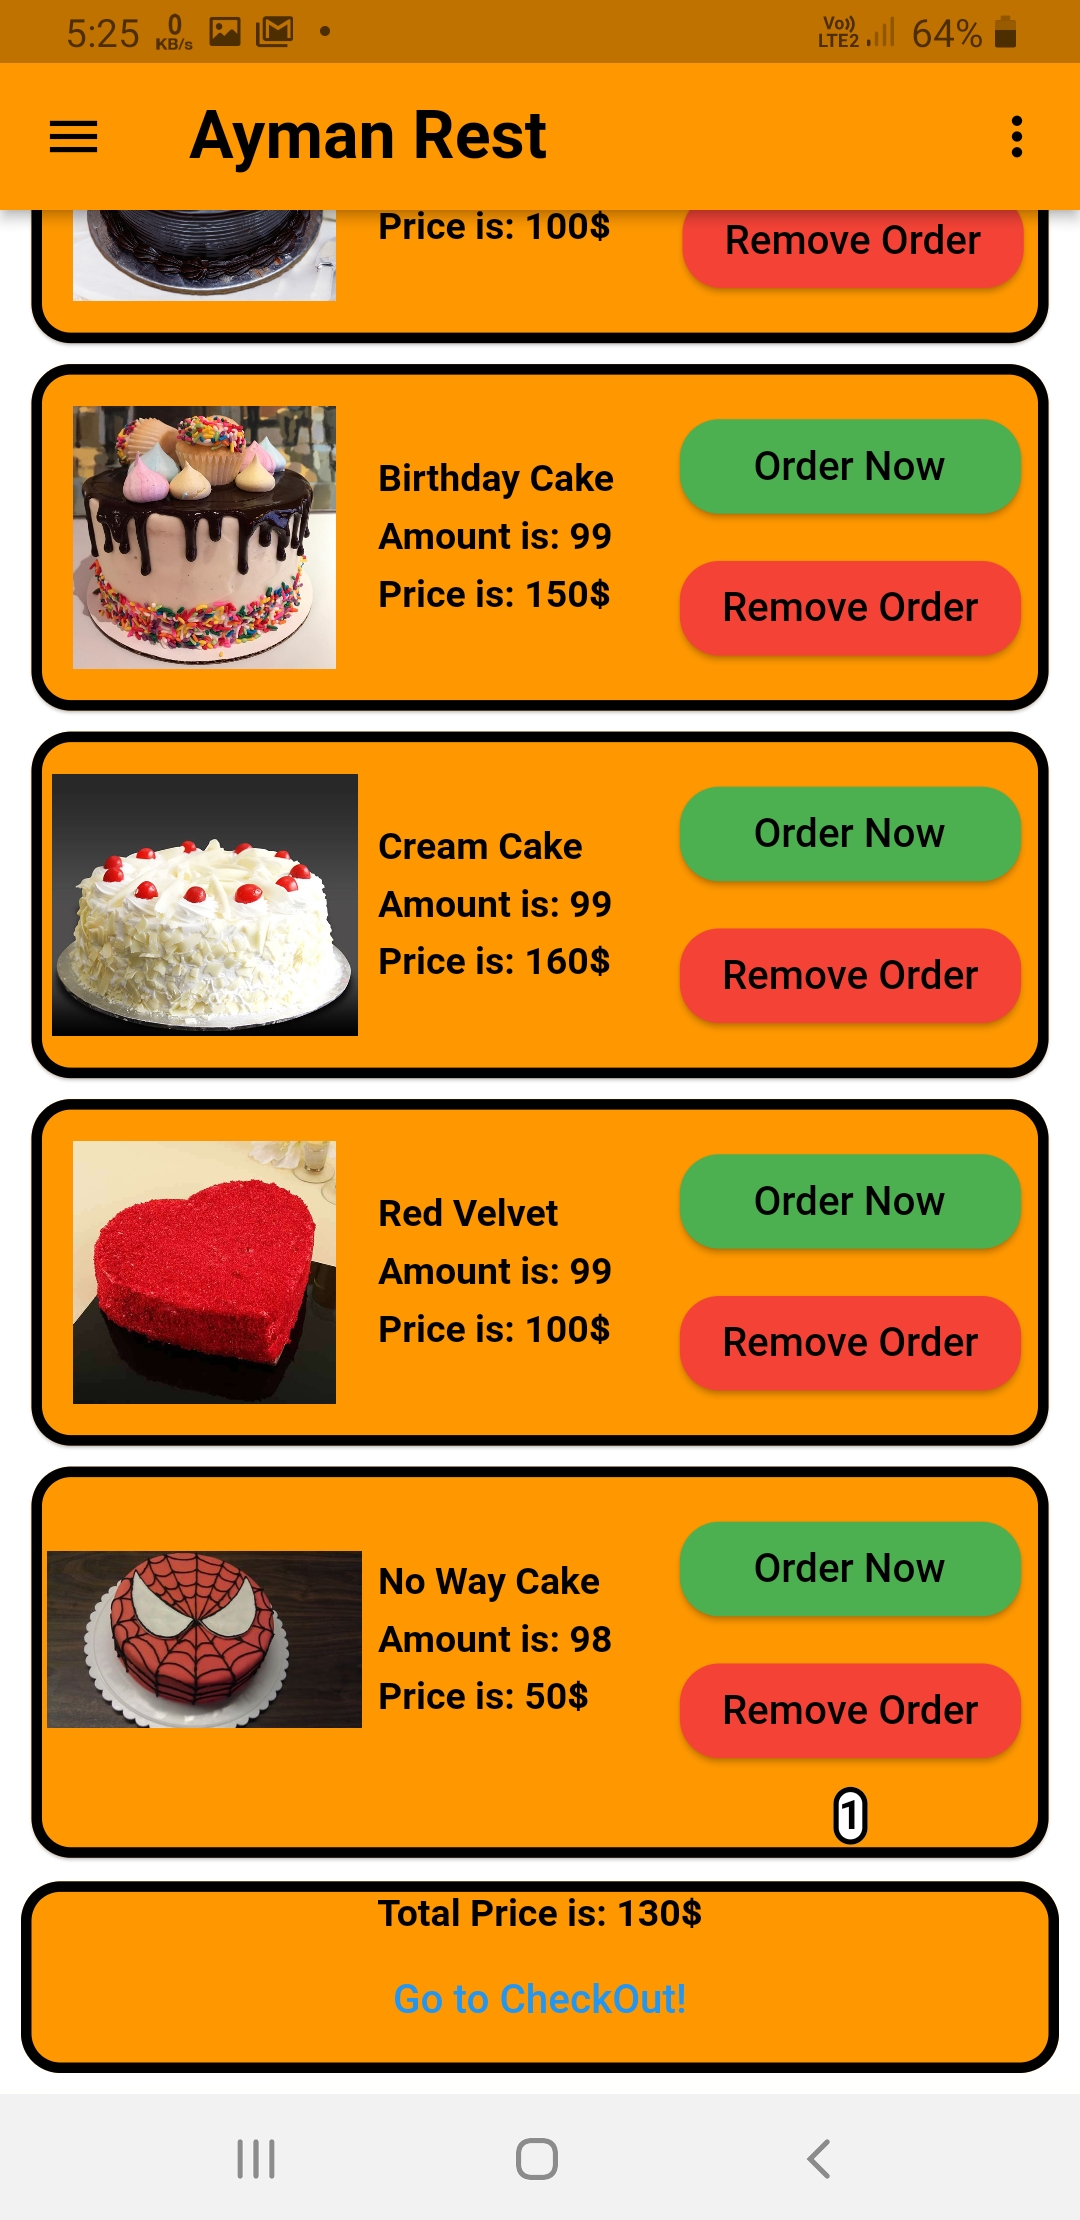 5:25 0 KB/s Vo)) LTE2 64%
Ayman Rest
Price is: 100$
Remove Order
Birthday Cake
Amount is: 99
Price is: 150$
Order Now
Remove Order
Cream Cake
Amount is: 99
Price is: 160$
Order Now
Remove Order
Red Velvet
Amount is: 99
Price is: 100$
Order Now
Remove Order
No Way Cake
Amount is: 98
Price is: 50$
Order Now
Remove Order
1
Total Price is: 130$
Go to CheckOut!